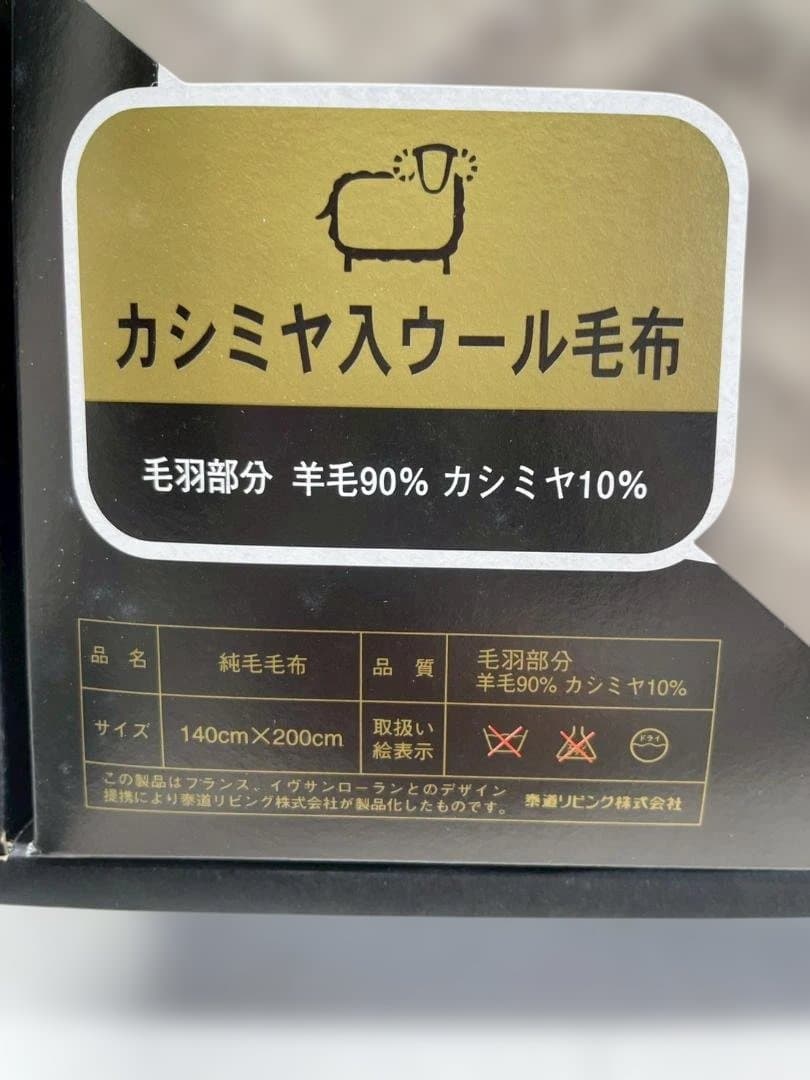 カシミヤ入ウール毛布
毛羽部分 羊毛90% カシミヤ10%
品名 純毛毛布 品質 毛羽部分
羊毛90% カシミヤ10%
サイズ 140cm×200cm 取扱い
絵表示 ドライ
この製品はフランス、イヴサンローランとのデザイン
提携により泰道リビング株式会社が製品化したものです。 泰道リビング株式会社